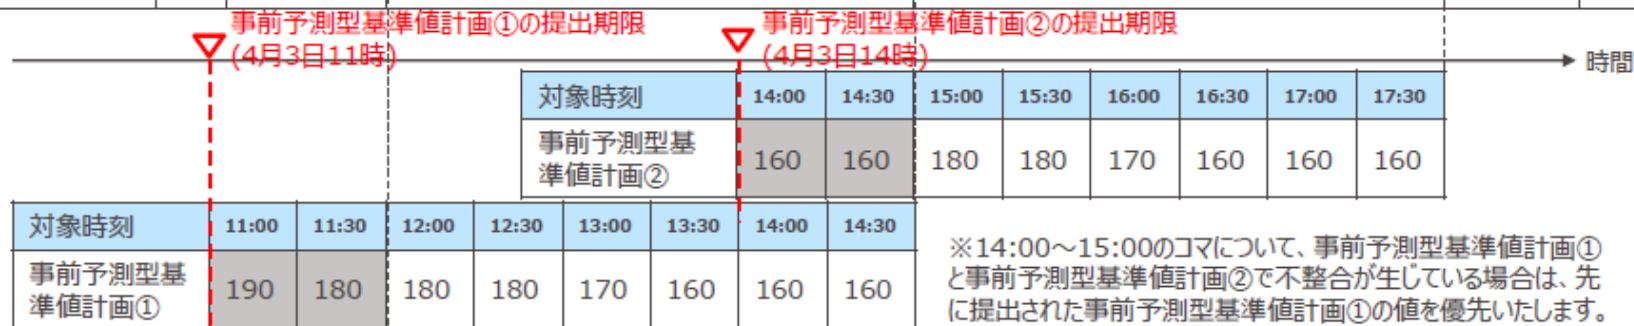 事前予測型基準値計画①の提出期限
(4月3日11時)
事前予測型基準値計画②の提出期限
(4月3日14時)
時間
対象時刻 14:00 14:30 15:00 15:30 16:00 16:30 17:00 17:30
事前予測型基
準値計画② 160 160 180 180 170 160 160 160
対象時刻 11:00 11:30 12:00 12:30 13:00 13:30 14:00 14:30
事前予測型基
準値計画① 190 180 180 180 170 160 160 160
※14:00～15:00のコマについて、事前予測型基準値計画①
と事前予測型基準値計画②で不整合が生じている場合は、先
に提出された事前予測型基準値計画①の値を優先いたします。